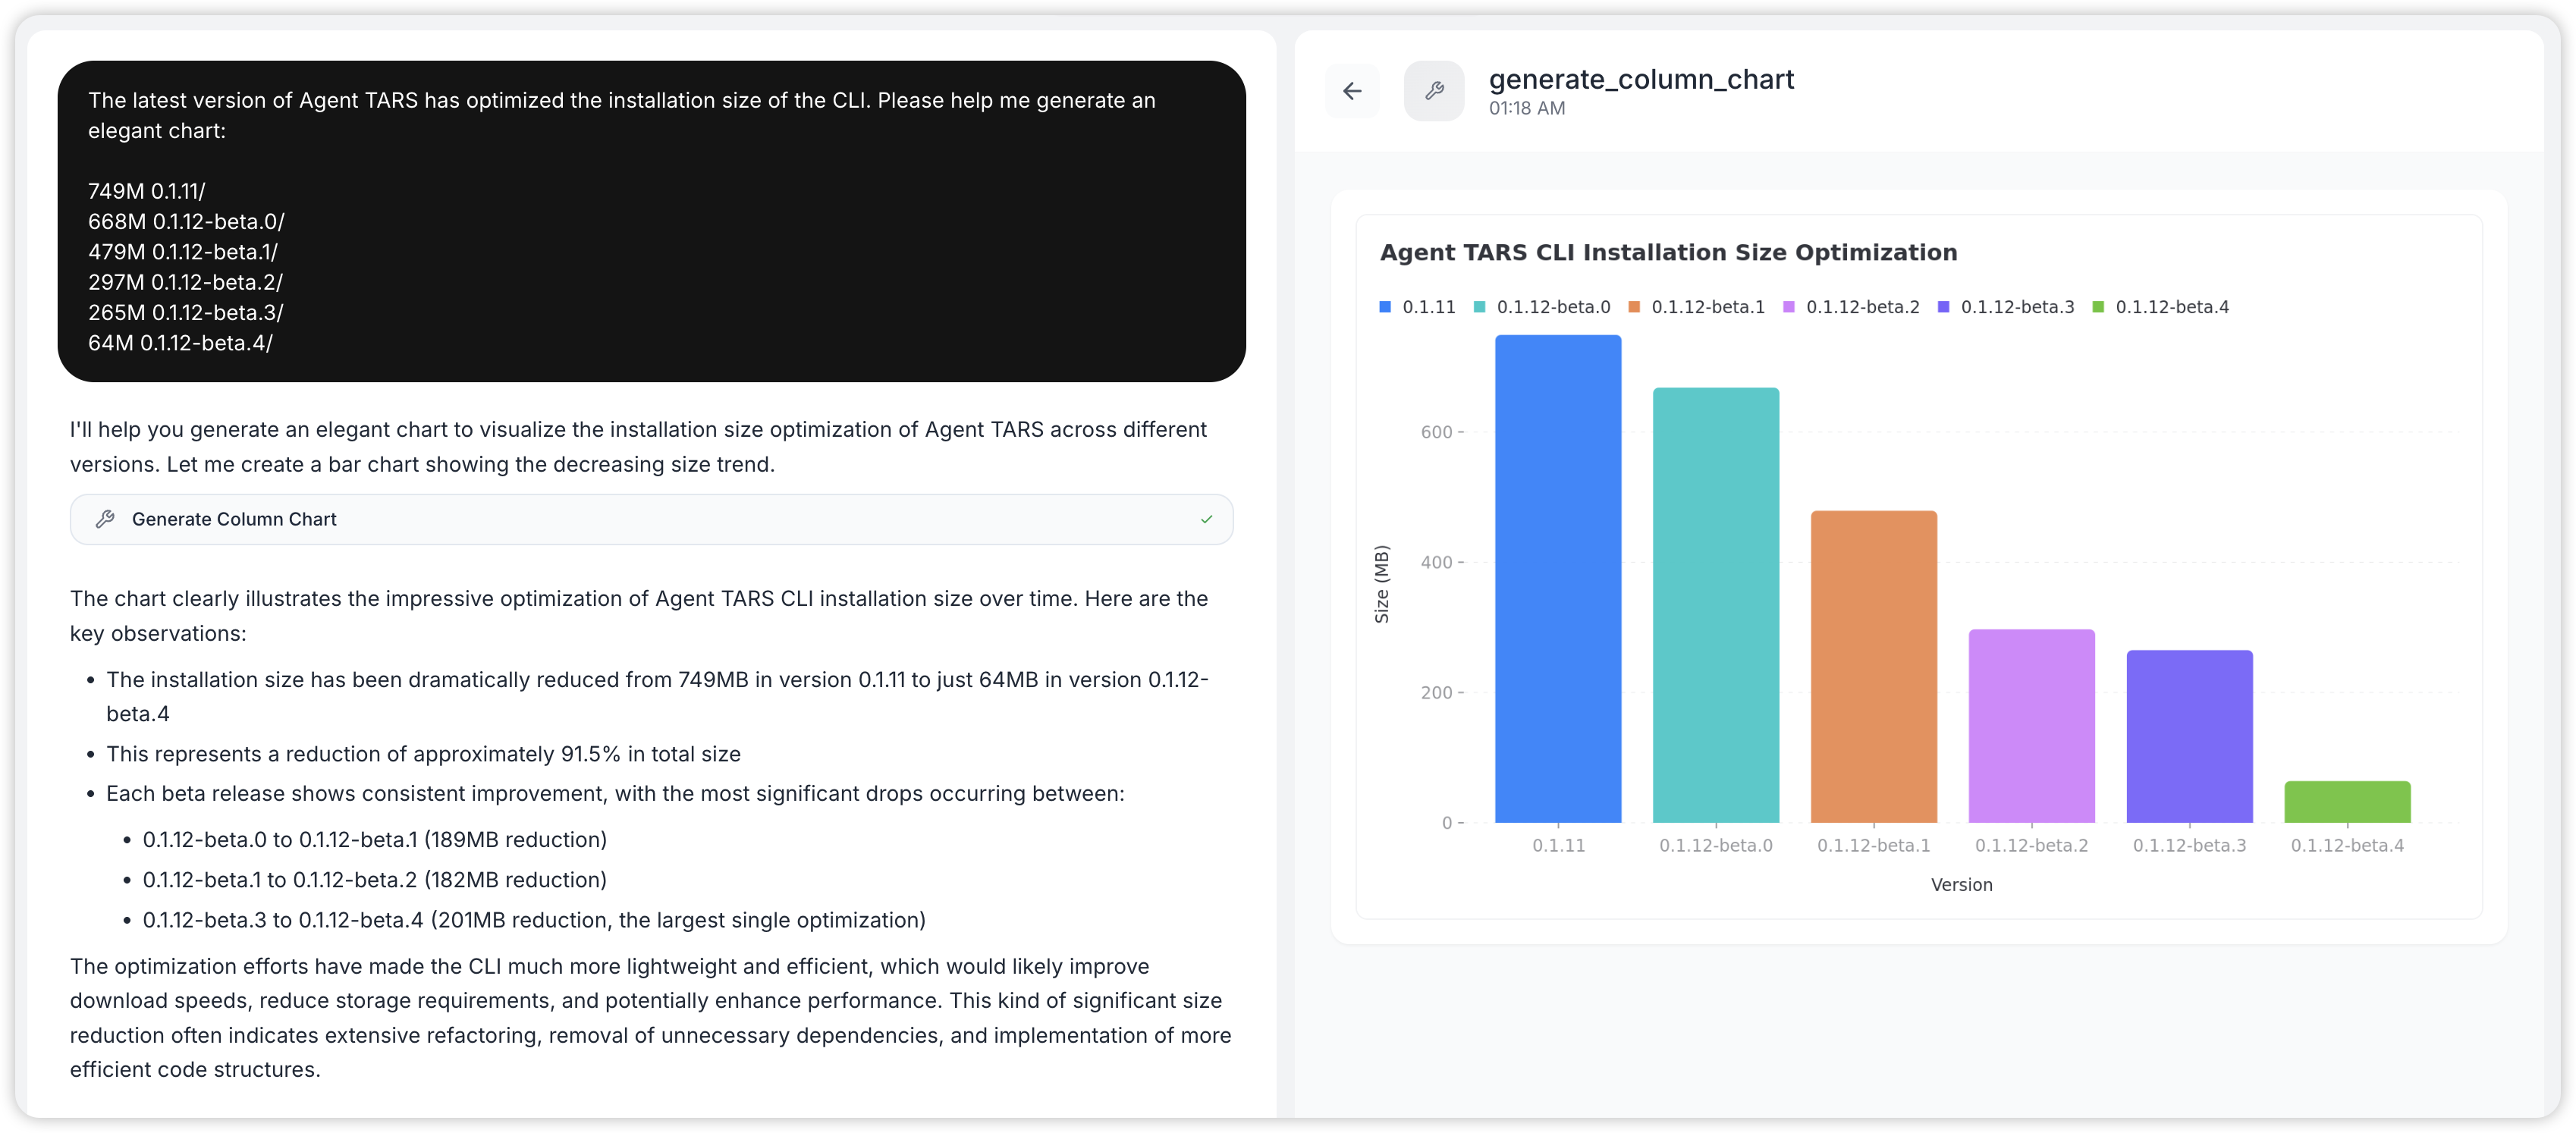 The latest version of Agent TARS has optimized the installation size of the CLI. Please help me generate an
elegant chart:
749M 0.1.11/
668M 0.1.12-beta.0/
479M 0.1.12-beta.1/
297M 0.1.12-beta.2/
265M 0.1.12-beta.3/
64M 0.1.12-beta.4/
I'll help you generate an elegant chart to visualize the installation size optimization of Agent TARS across different
versions. Let me create a bar chart showing the decreasing size trend.
Generate Column Chart
The chart clearly illustrates the impressive optimization of Agent TARS CLI installation size over time. Here are the
key observations:
• The installation size has been dramatically reduced from 749MB in version 0.1.11 to just 64MB in version 0.1.12-
beta.4
• This represents a reduction of approximately 91.5% in total size
• Each beta release shows consistent improvement, with the most significant drops occurring between:
• 0.1.12-beta.0 to 0.1.12-beta.1 (189MB reduction)
• 0.1.12-beta.1 to 0.1.12-beta.2 (182MB reduction)
• 0.1.12-beta.3 to 0.1.12-beta.4 (201MB reduction, the largest single optimization)
The optimization efforts have made the CLI much more lightweight and efficient, which would likely improve
download speeds, reduce storage requirements, and potentially enhance performance. This kind of significant size
reduction often indicates extensive refactoring, removal of unnecessary dependencies, and implementation of more
efficient code structures.
generate_column_chart
01:18 AM
Agent TARS CLI Installation Size Optimization
0.1.11 0.1.12-beta.0 0.1.12-beta.1 0.1.12-beta.2 0.1.12-beta.3 0.1.12-beta.4
600
400
200
0
Size (MB)
0.1.11 0.1.12-beta.0 0.1.12-beta.1 0.1.12-beta.2 0.1.12-beta.3 0.1.12-beta.4
Version